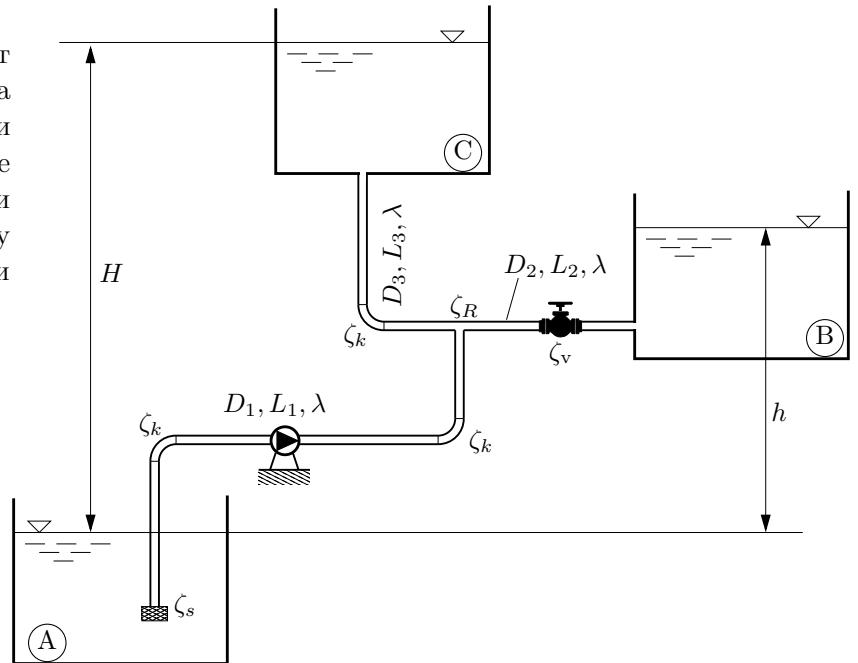 т
а
и
е
и
у
и
C
H
D₃, L₃, λ
D₂, L₂, λ
ζ_R
ζ_k
ζ_v
B
D₁, L₁, λ
ζ_k
ζ_k
h
ζ_s
A